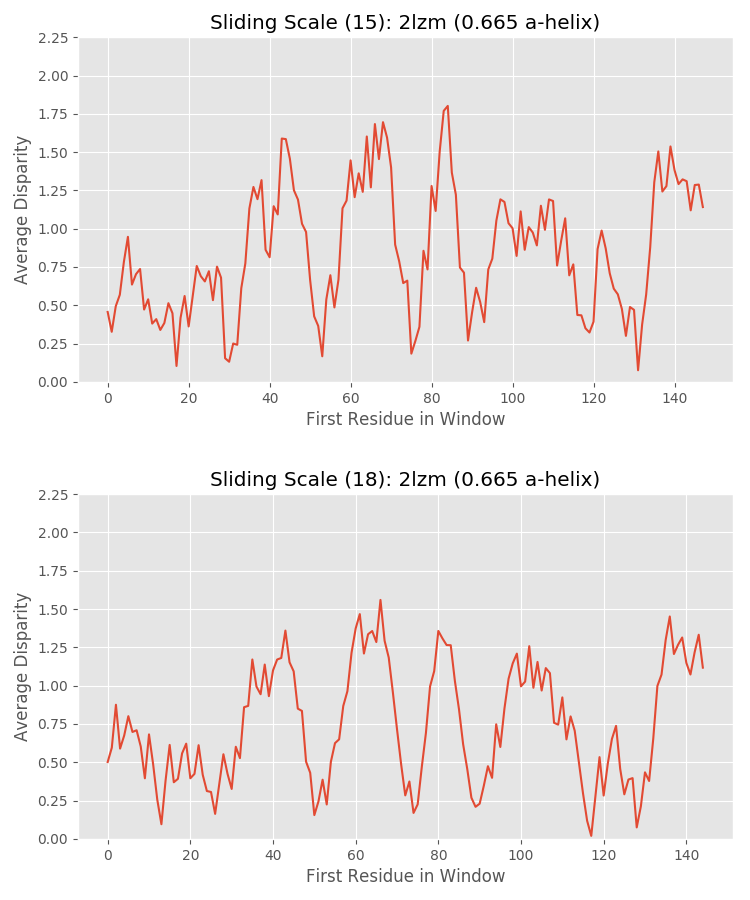 Sliding Scale (15): 2lzm (0.665 a-helix)
2.25
2.00
1.75
1.50
1.25
1.00
0.75
0.50
0.25
0.00
Average Disparity
0 20 40 60 80 100 120 140
First Residue in Window
Sliding Scale (18): 2lzm (0.665 a-helix)
2.25
2.00
1.75
1.50
1.25
1.00
0.75
0.50
0.25
0.00
Average Disparity
0 20 40 60 80 100 120 140
First Residue in Window